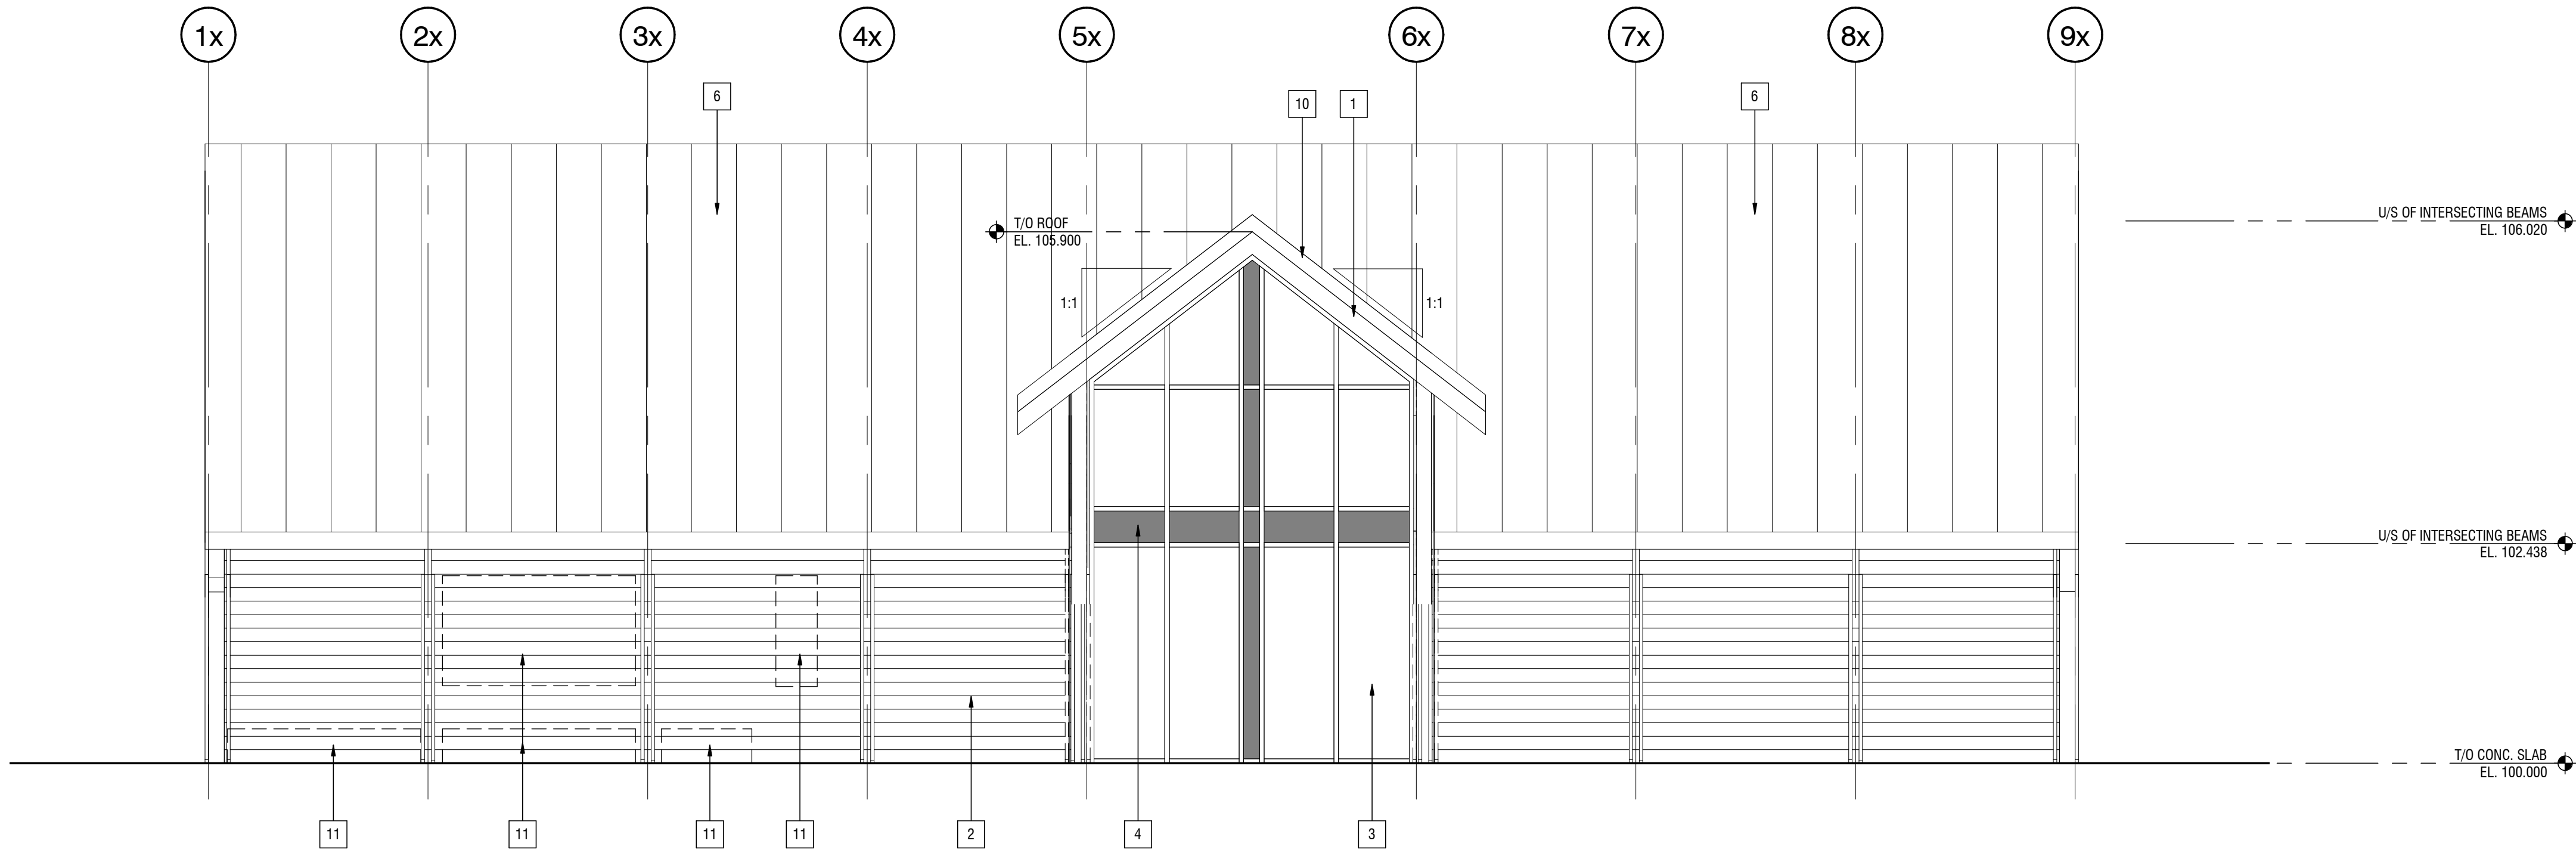 1x 2x 3x 4x 5x 6x 7x 8x 9x
6 10 1 6
U/S OF INTERSECTING BEAMS
EL. 106.020
T/O ROOF
EL. 105.900
1:1 1:1
U/S OF INTERSECTING BEAMS
EL. 102.438
T/O CONC. SLAB
EL. 100.000
11 11 11 11 2 4 3